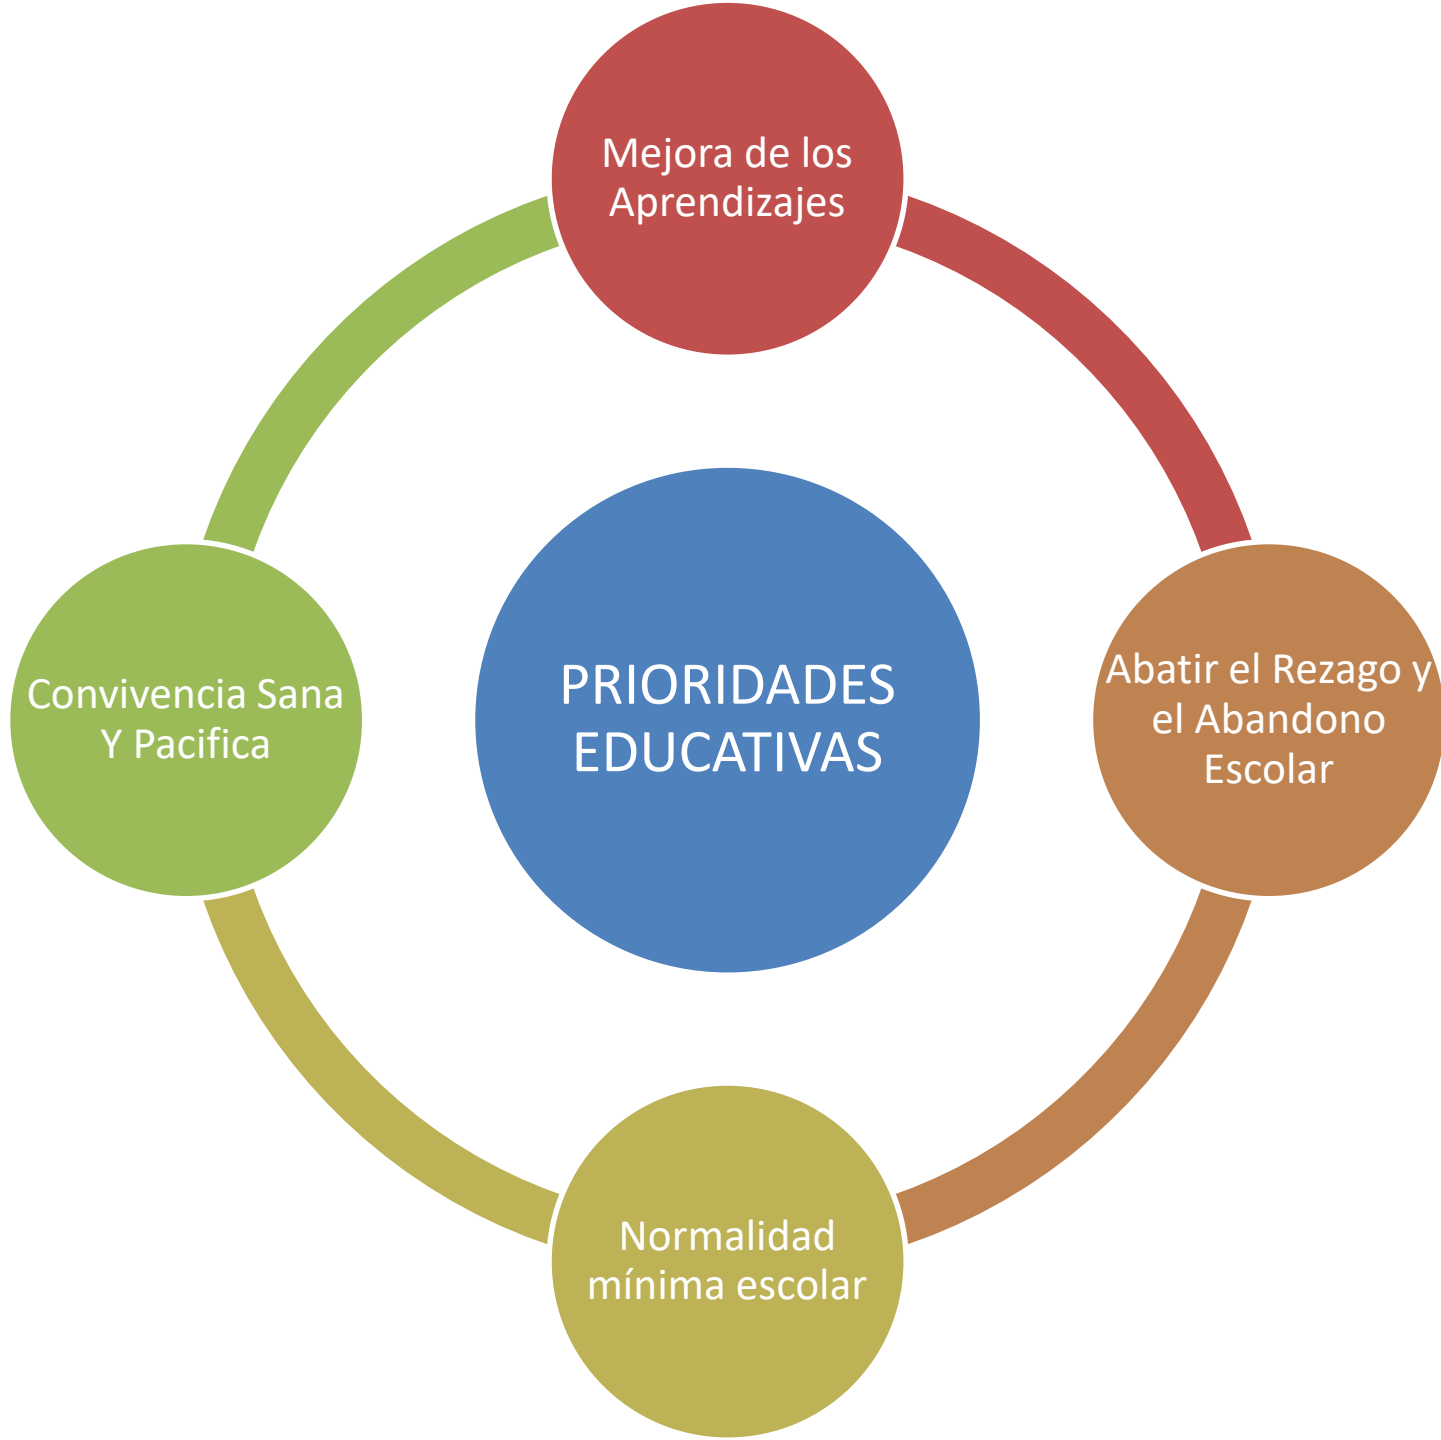 Mejora de los
Aprendizajes
Convivencia Sana
Y Pacifica
PRIORIDADES
EDUCATIVAS
Abatir el Rezago y
el Abandono
Escolar
Normalidad
mínima escolar